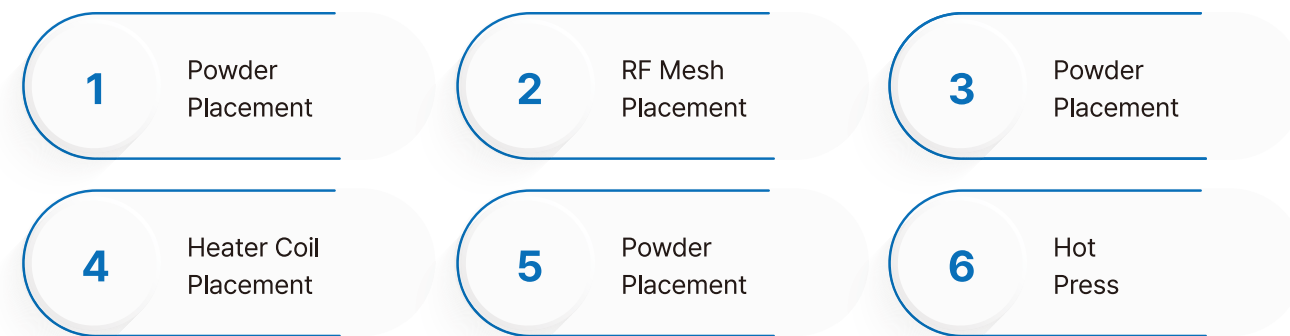 1
Powder
Placement
2
RF Mesh
Placement
3
Powder
Placement
4
Heater Coil
Placement
5
Powder
Placement
6
Hot
Press